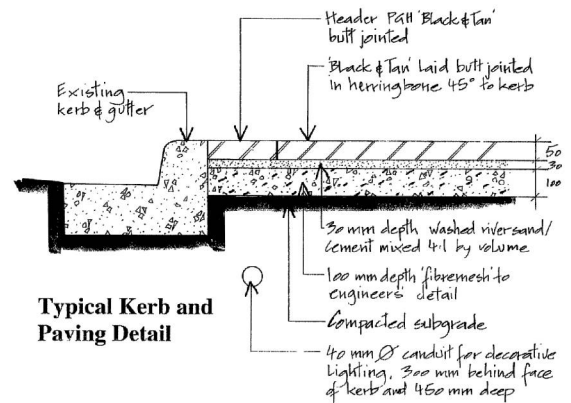 Header PGH 'Black & Tan'
butt jointed
'Black & Tan' Laid butt jointed
in herringbone 45° to kerb
Existing
kerb & gutter
50
30
100
30 mm depth washed riversand/
cement mixed 4:1 by volume
100 mm depth 'fibremesh' to
engineers' detail
Compacted subgrade
40 mm Ø conduit for decorative
lighting, 300 mm behind face
of kerb and 450 mm deep
Typical Kerb and
Paving Detail